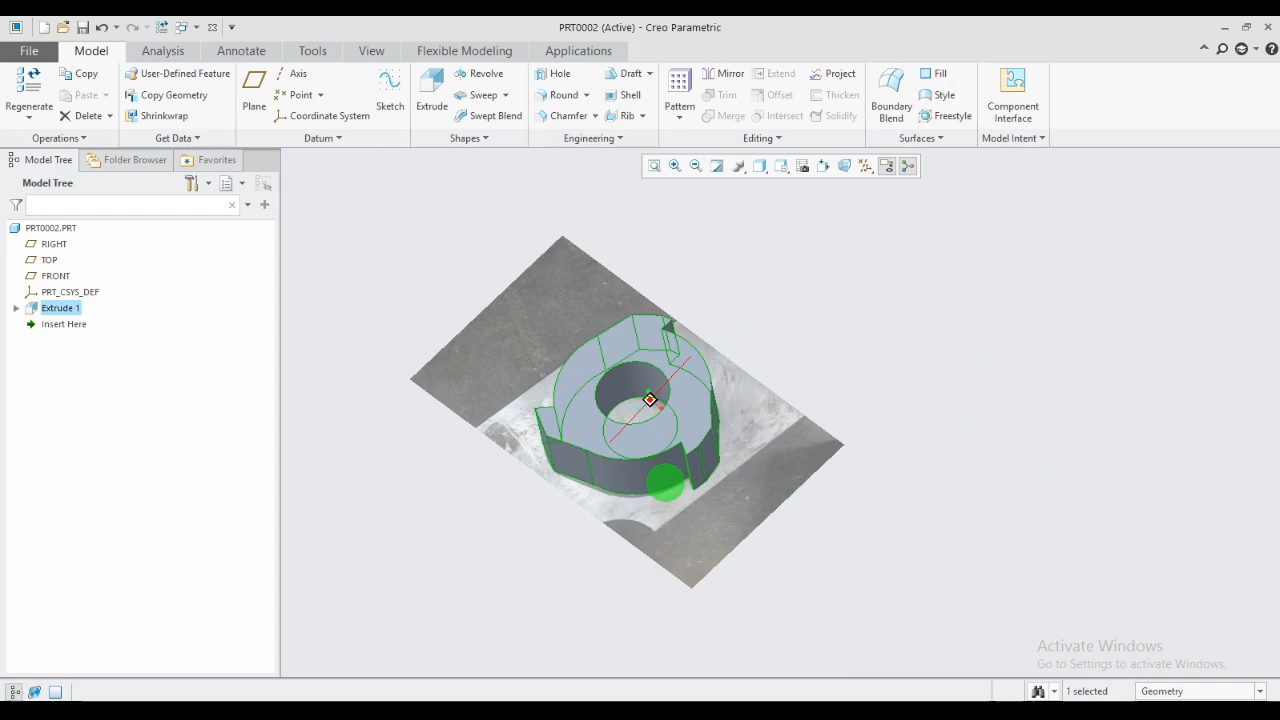 PRT0002 (Active) - Creo Parametric
File Model Analysis Annotate Tools View Flexible Modeling Applications
Regenerate Copy Paste Delete
User-Defined Feature Copy Geometry Shrinkwrap
Plane Axis Point Coordinate System Sketch
Extrude Revolve Sweep Swept Blend
Hole Draft Round Shell Chamfer Rib
Pattern Mirror Extend Project Trim Offset Thicken Merge Intersect Solidify
Boundary Blend Fill Style Freestyle
Component Interface
Operations Get Data Datum Shapes Engineering Editing Surfaces Model Intent
Model Tree Folder Browser Favorites
Model Tree
PRT0002.PRT
RIGHT
TOP
FRONT
PRT_CSYS_DEF
Extrude 1
Insert Here
Activate Windows
Go to Settings to activate Windows.
1 selected Geometry